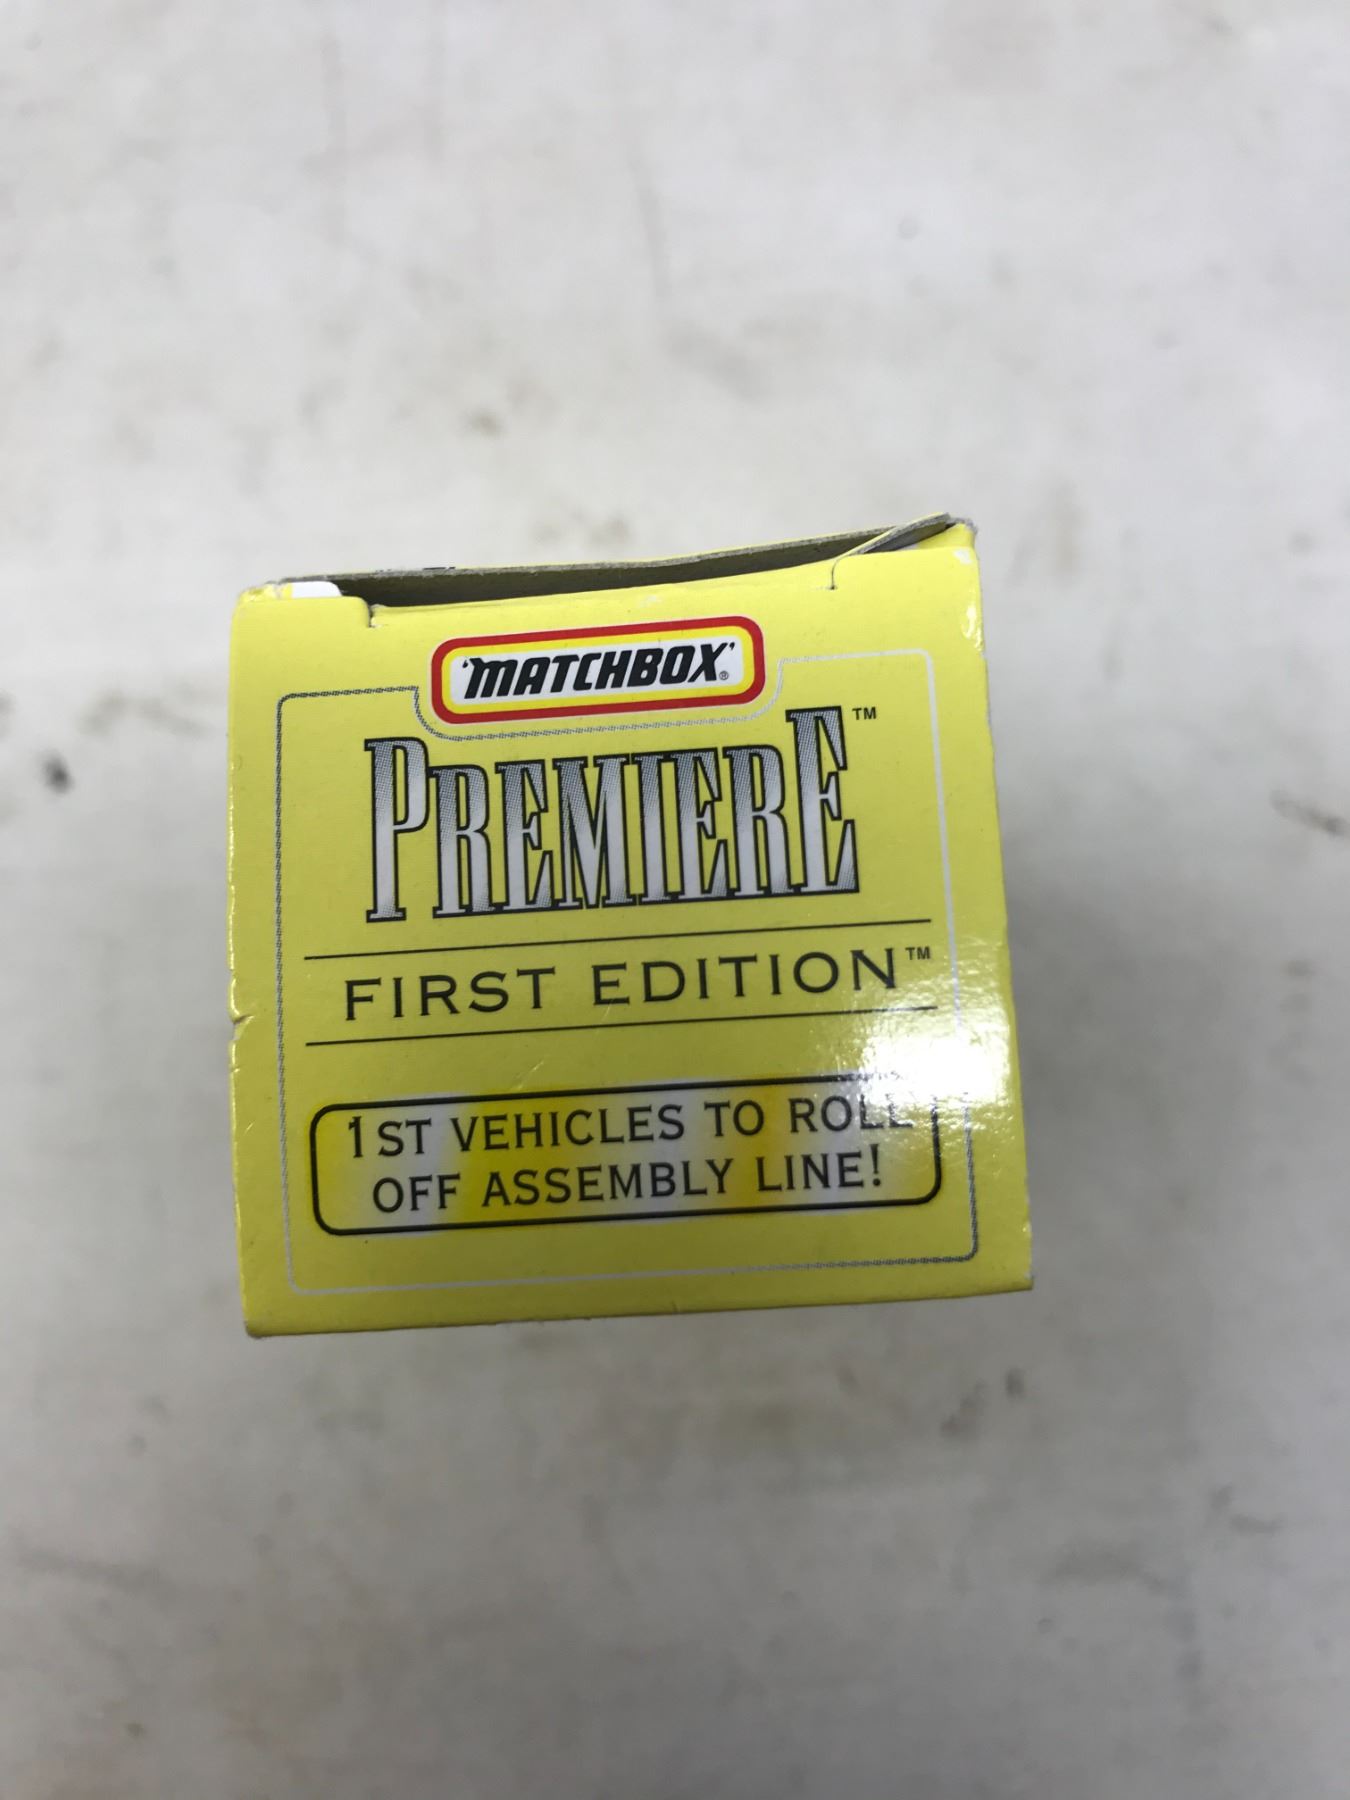 'MATCHBOX'®
PREMIERE™
FIRST EDITION™
1ST VEHICLES TO ROLL
OFF ASSEMBLY LINE!